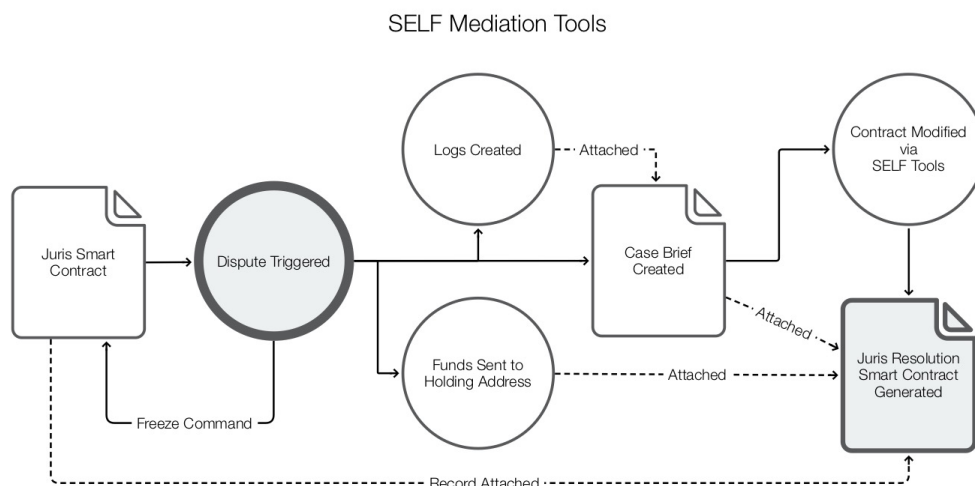 SELF Mediation Tools
Logs Created
Attached
Contract Modified
via
SELF Tools
Juris Smart
Contract
Dispute Triggered
Case Brief
Created
Attached
Funds Sent to
Holding Address
Attached
Juris Resolution
Smart Contract
Generated
Freeze Command
Record Attached